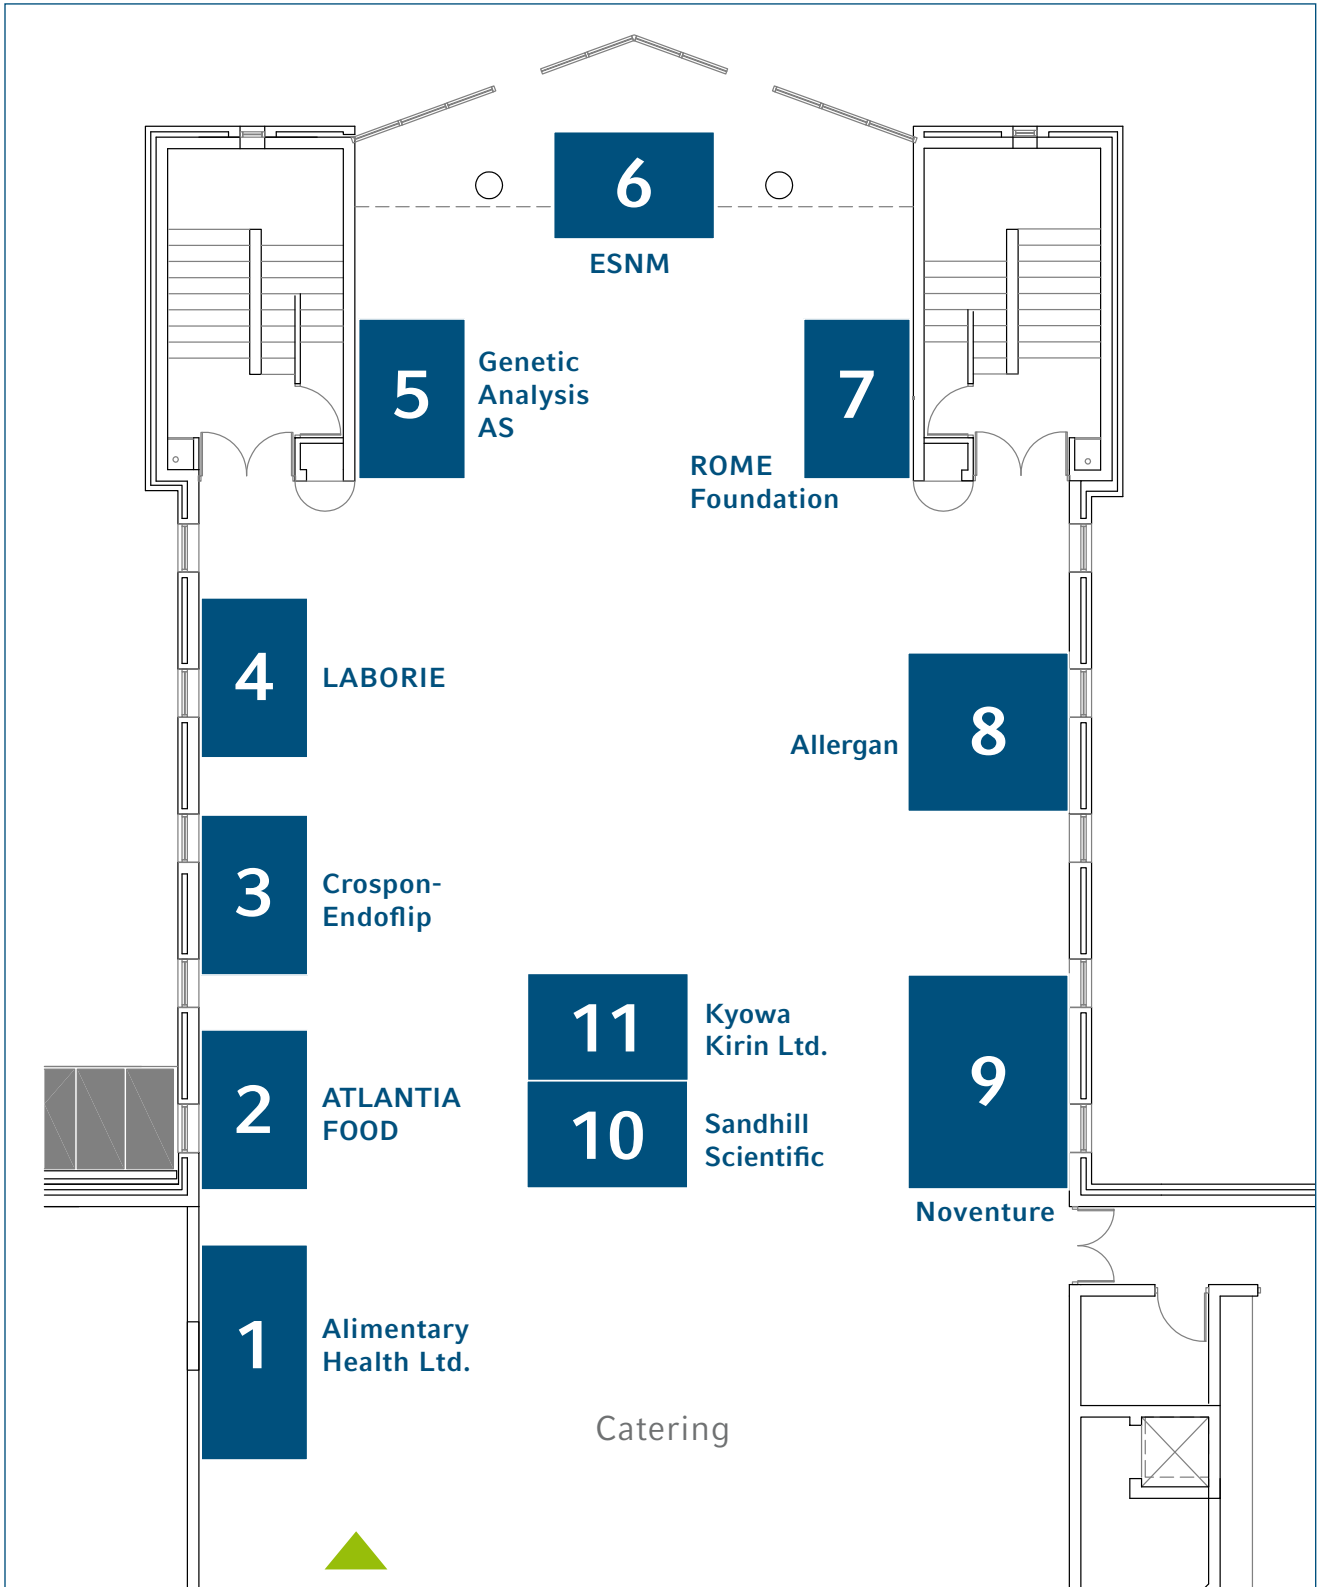 6
ESNM
5
Genetic
Analysis
AS
7
ROME
Foundation
4
LABORIE
8
Allergan
3
Crospon-
Endoflip
11
Kyowa
Kirin Ltd.
10
Sandhill
Scientific
9
Noventure
2
ATLANTIA
FOOD
1
Alimentary
Health Ltd.
Catering